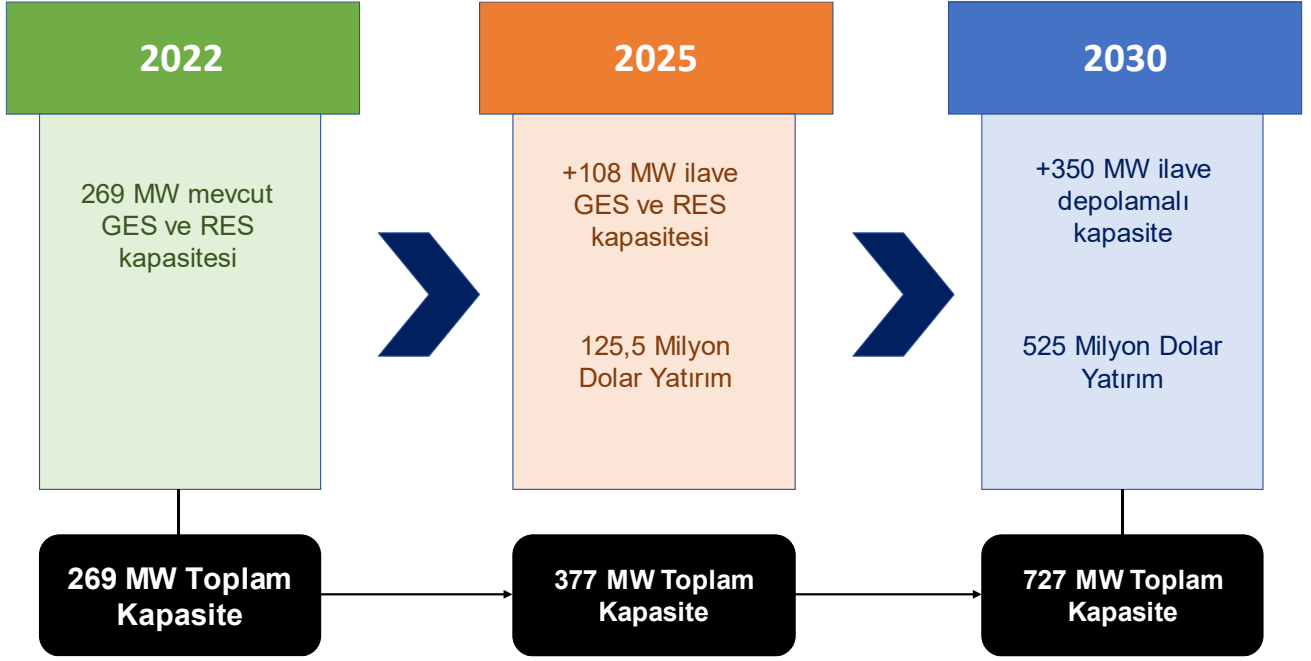 2022
269 MW mevcut
GES ve RES
kapasitesi
269 MW Toplam
Kapasite
2025
+108 MW ilave
GES ve RES
kapasitesi
125,5 Milyon
Dolar Yatırım
377 MW Toplam
Kapasite
2030
+350 MW ilave
depolamalı
kapasite
525 Milyon Dolar
Yatırım
727 MW Toplam
Kapasite